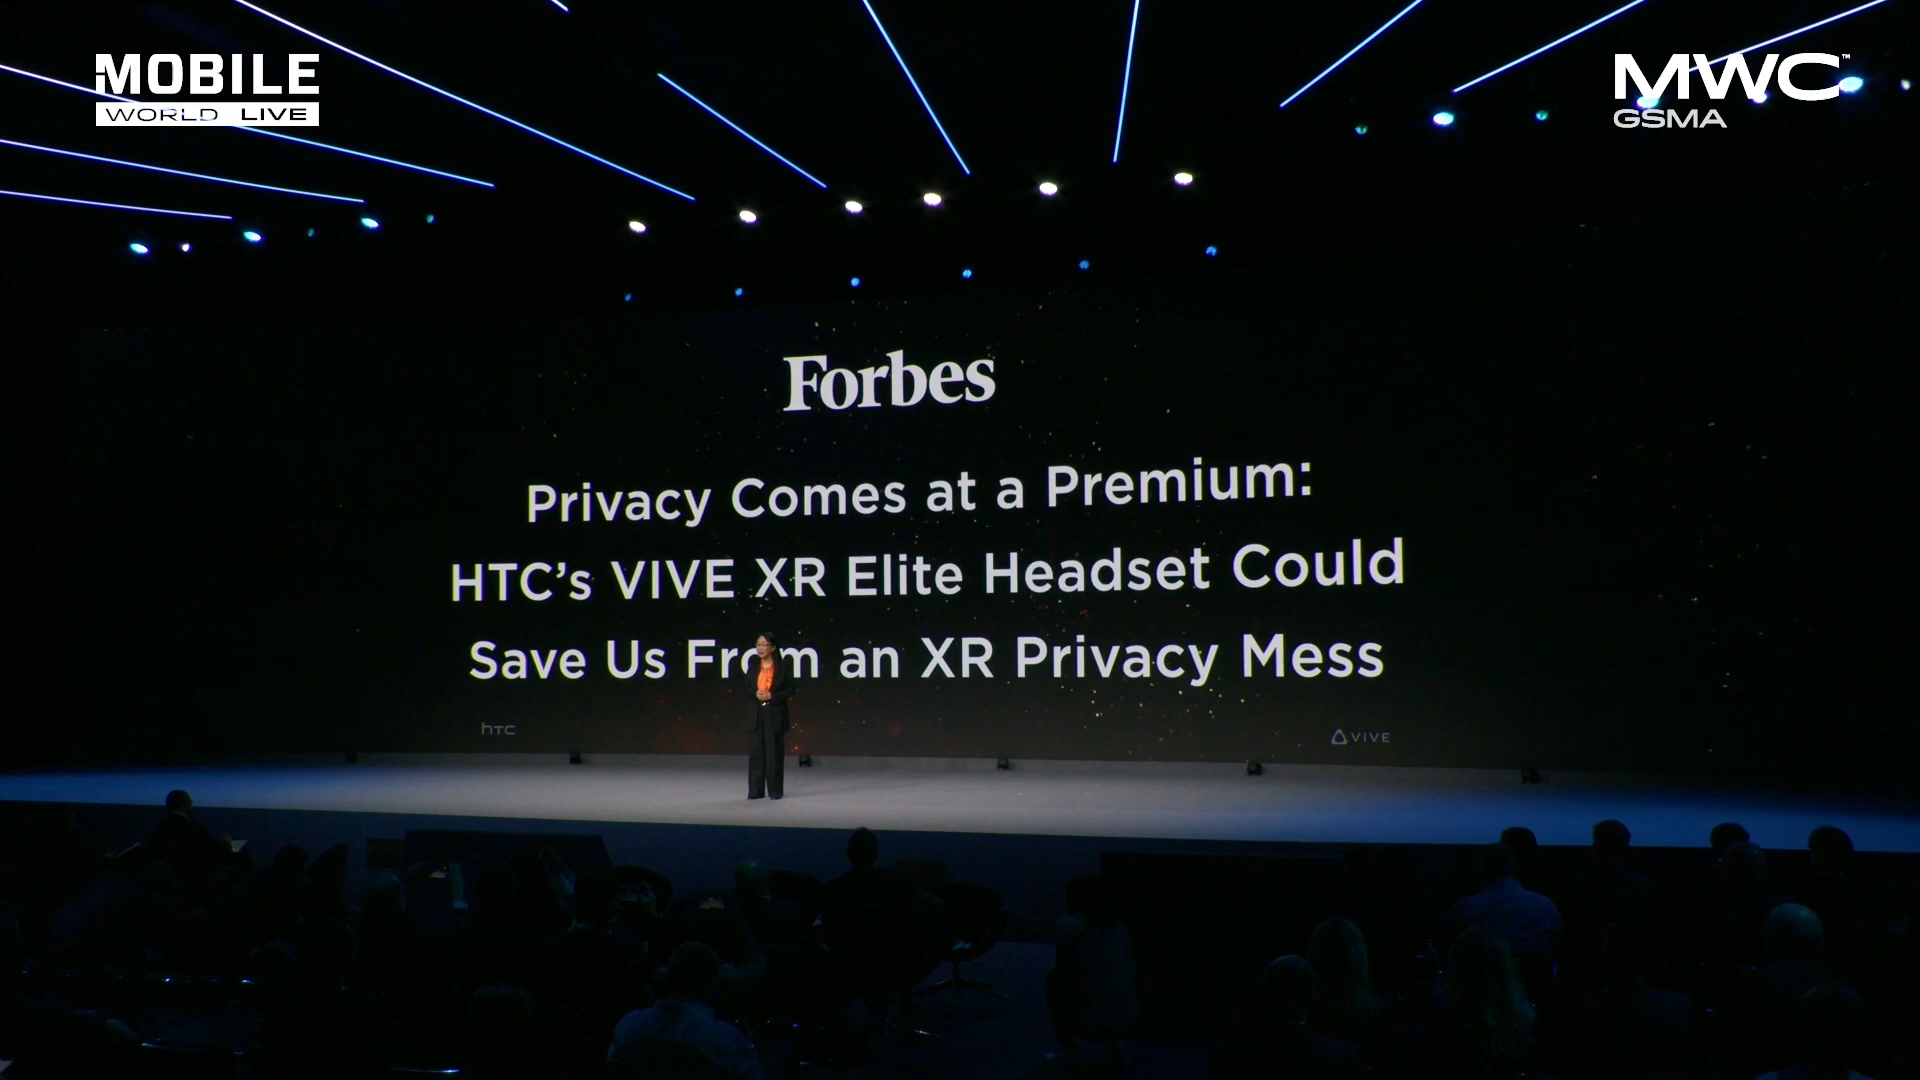 MOBILE
WORLD LIVE
MWC™
GSMA
Forbes
Privacy Comes at a Premium:
HTC's VIVE XR Elite Headset Could
Save Us From an XR Privacy Mess
hTC
VIVE